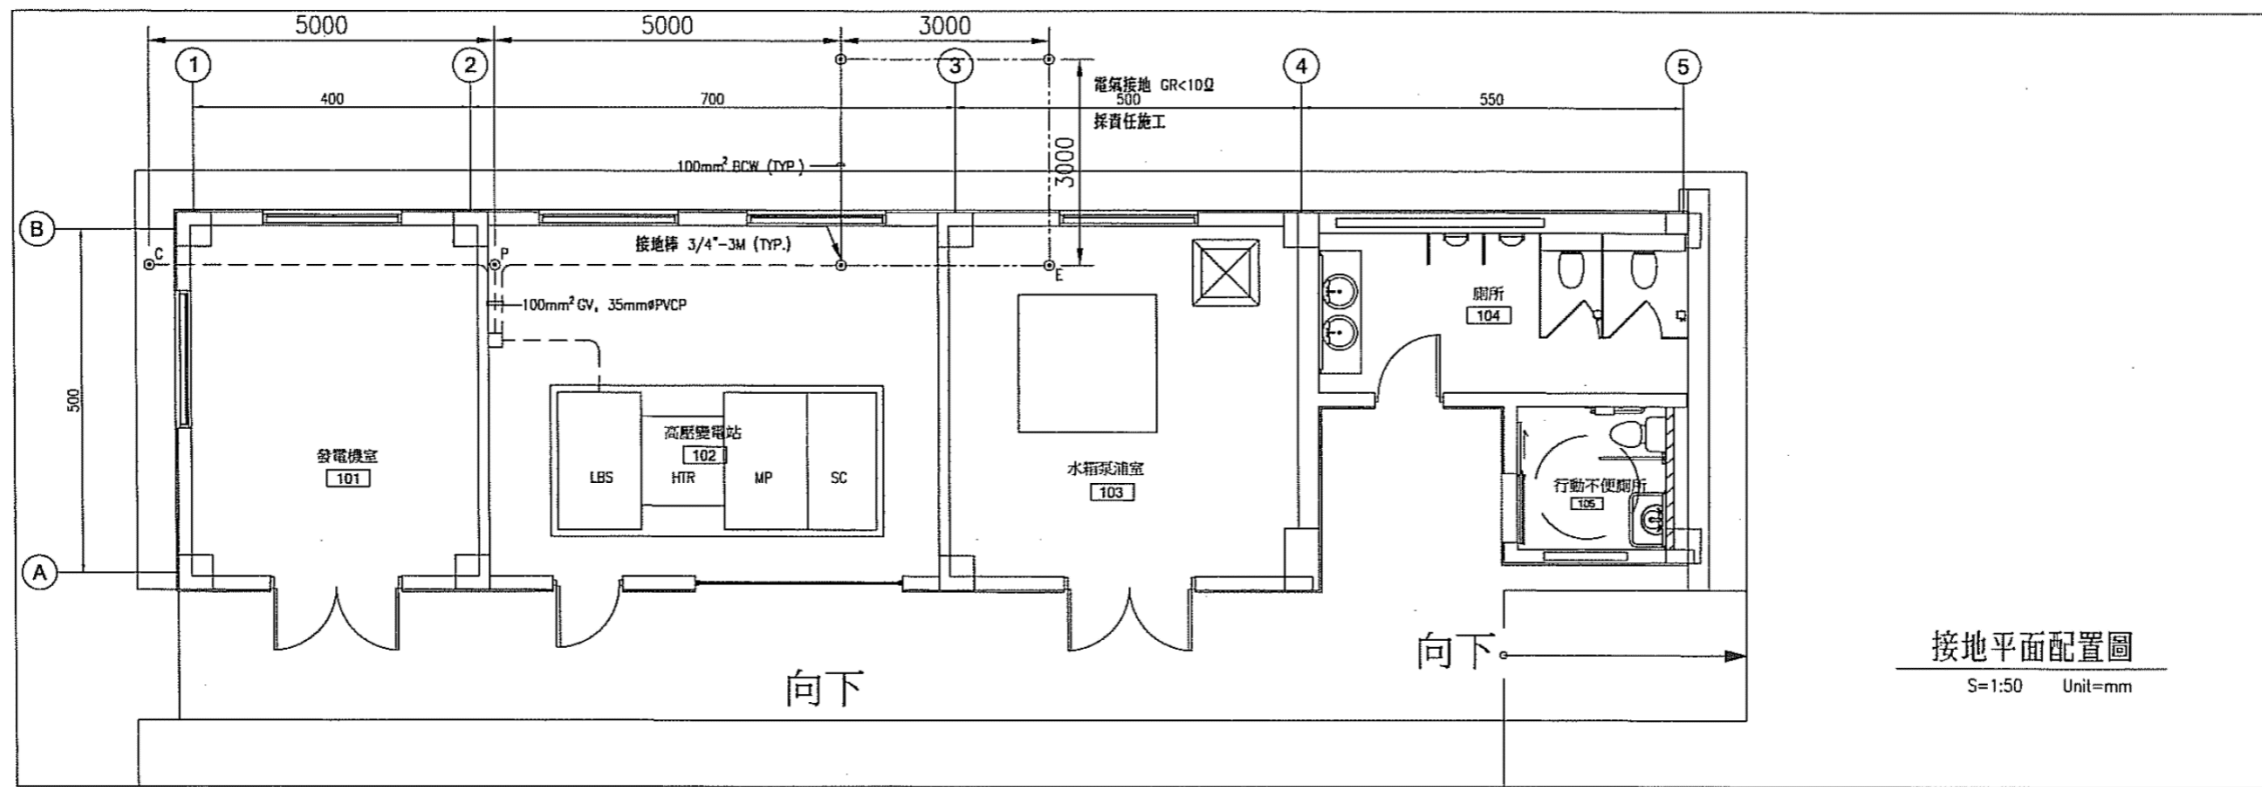 5000
5000
3000
1
2
3
4
5
400
700
電氣接地 GR<10Ω
500
採責任施工
550
3000
100mm² BCW (TYP.)
B
接地棒 3/4"-3M (TYP.)
C
P
E
100mm² GV, 35mmøPVCP
廁所
104
500
高壓變電站
102
發電機室
101
LBS
HTR
MP
SC
水箱泵浦室
103
行動不便廁所
105
A
向下
向下
接地平面配置圖
S=1:50 Unit=mm